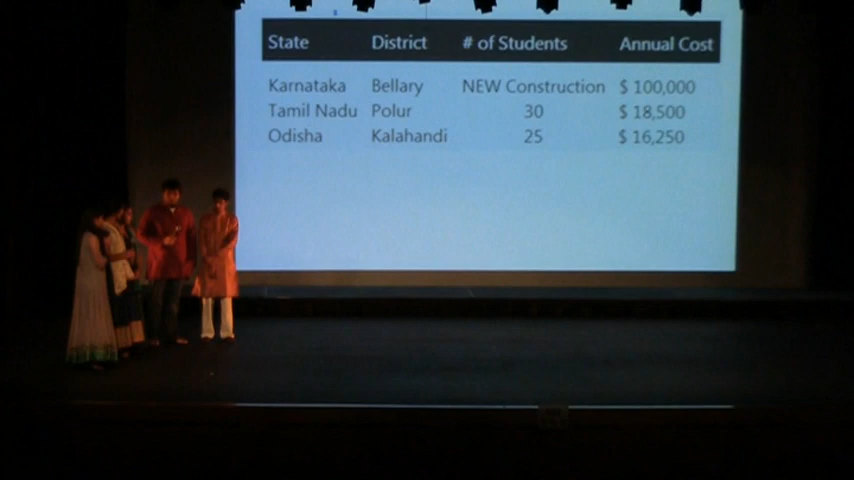 State District # of Students Annual Cost
Karnataka Bellary NEW Construction $ 100,000
Tamil Nadu Polur 30 $ 18,500
Odisha Kalahandi 25 $ 16,250